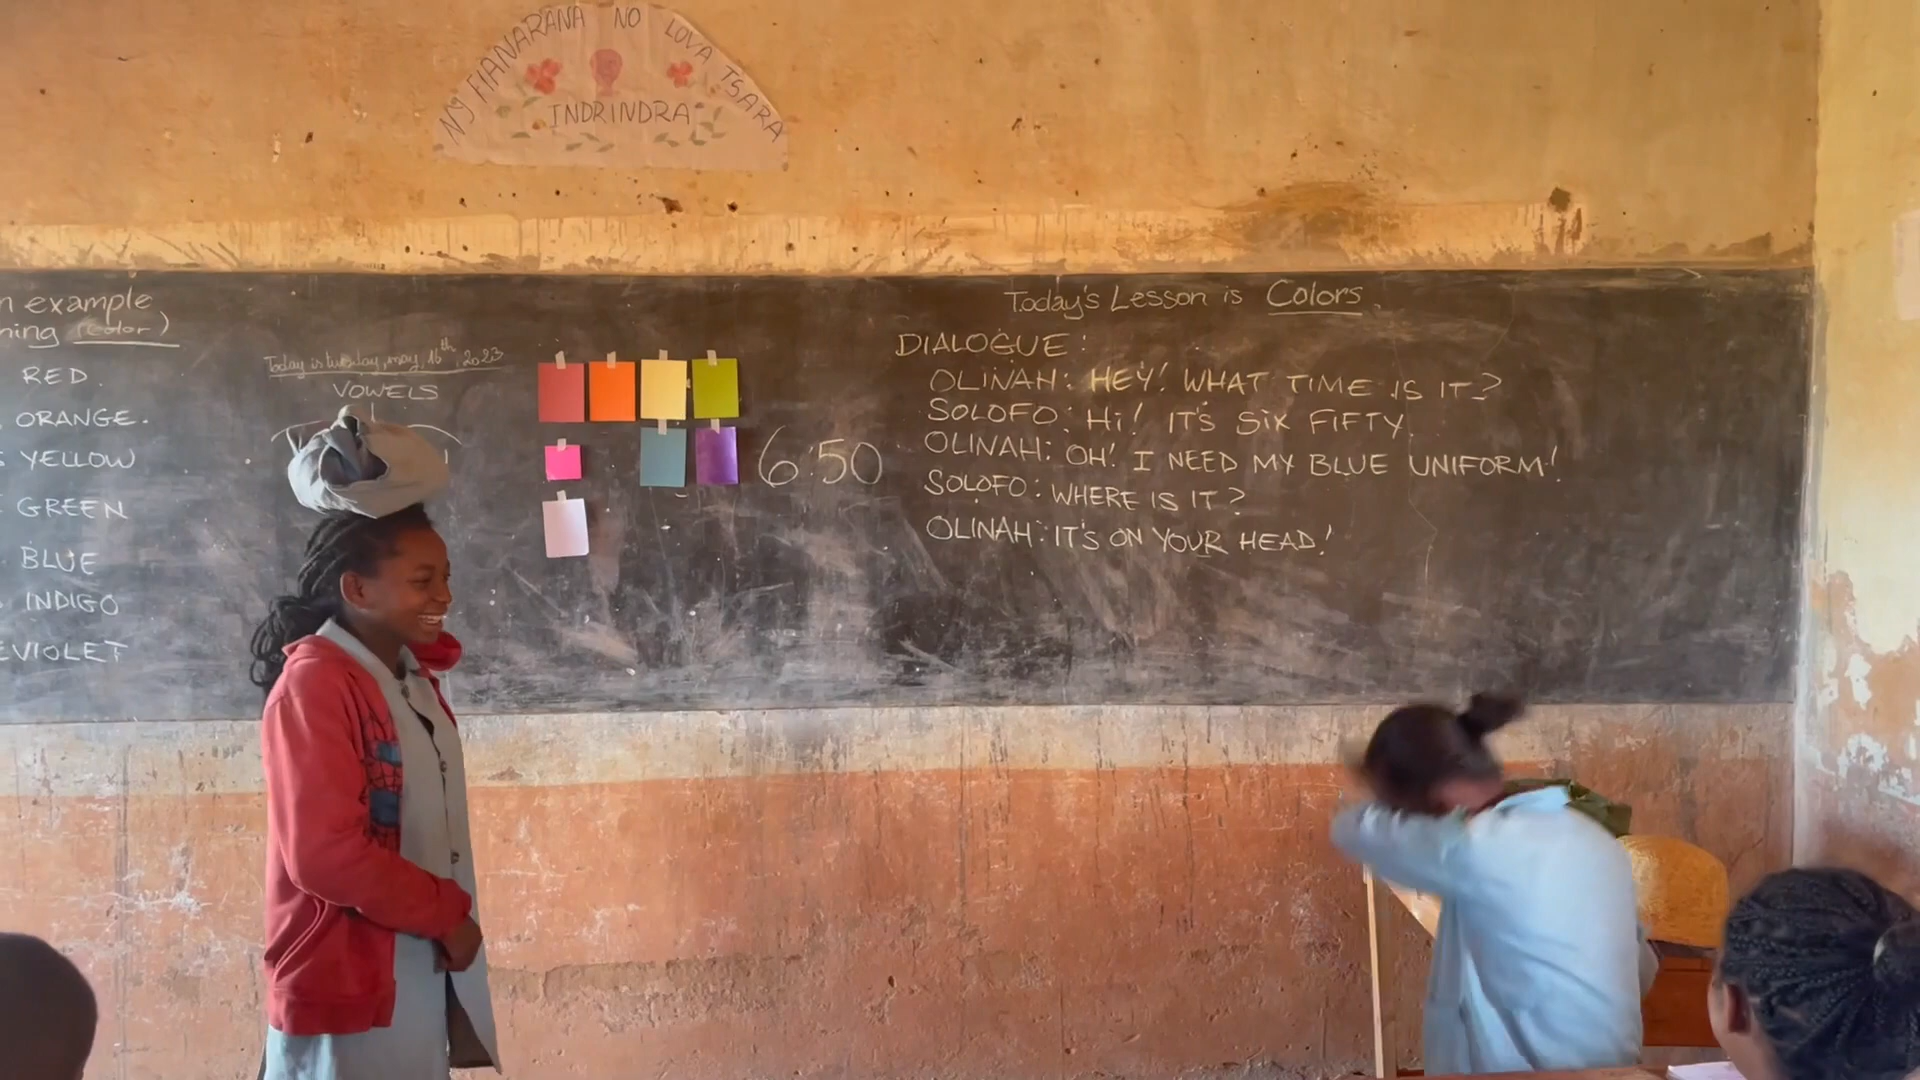 NY FIANARANA NO LOVA TSARA
INDRINDRA
example
(color)
RED.
ORANGE.
YELLOW
GREEN
BLUE
INDIGO
VIOLET
Today is tuesday, may, 16th, 2023
VOWELS
6:50
Today's Lesson is Colors
DIALOGUE:
OLINAH: HEY! WHAT TIME IS IT?
SOLOFO: Hi! IT'S SIX FIFTY.
OLINAH: OH! I NEED MY BLUE UNIFORM!
SOLOFO: WHERE IS IT?
OLINAH: IT'S ON YOUR HEAD!